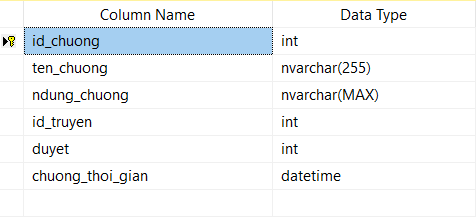 Column Name Data Type
id_chuong int
ten_chuong nvarchar(255)
ndung_chuong nvarchar(MAX)
id_truyen int
duyet int
chuong_thoi_gian datetime